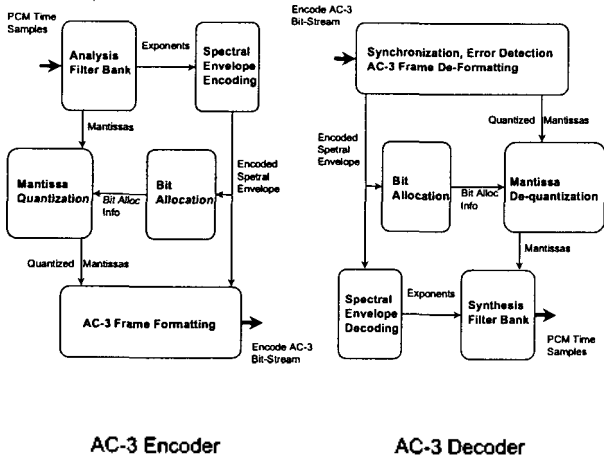 PCM Time
Samples
Analysis
Filter Bank
Exponents
Spectral
Envelope
Encoding
Mantissas
Encoded
Spetral
Envelope
Mantissa
Quantization
Bit Alloc
Info
Bit
Allocation
Quantized Mantissas
AC-3 Frame Formatting
Encode AC-3
Bit-Stream
AC-3 Encoder
Encode AC-3
Bit-Stream
Synchronization, Error Detection
AC-3 Frame De-Formatting
Quantized Mantissas
Encoded
Spetral
Envelope
Bit
Allocation
Bit Alloc
Info
Mantissa
De-quantization
Mantissas
Spectral
Envelope
Decoding
Exponents
Synthesis
Filter Bank
PCM Time
Samples
AC-3 Decoder